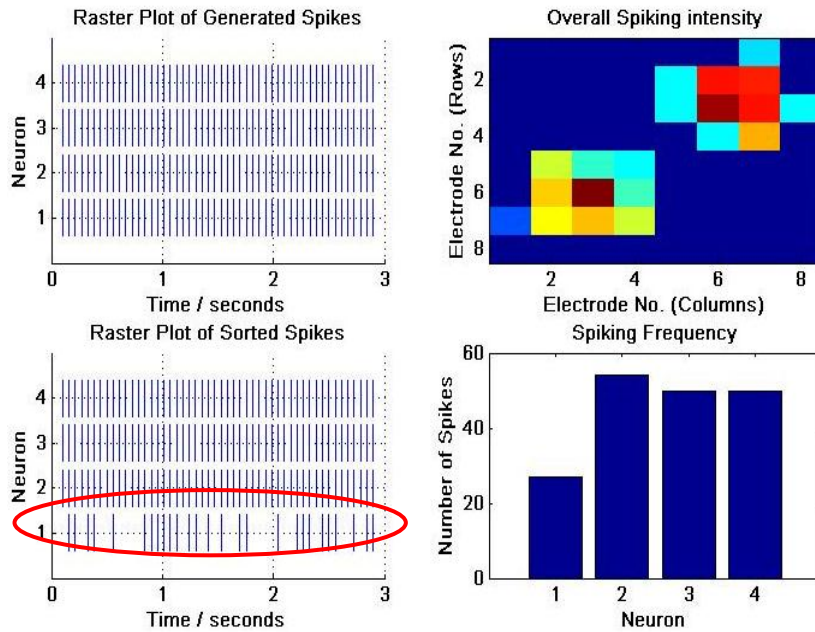 Raster Plot of Generated Spikes
Neuron
4
3
2
1
0 1 2 3
Time / seconds
Overall Spiking intensity
Electrode No. (Rows)
2
4
6
8
2 4 6 8
Electrode No. (Columns)
Raster Plot of Sorted Spikes
Neuron
4
3
2
1
0 1 2 3
Time / seconds
Spiking Frequency
Number of Spikes
60
40
20
0
1 2 3 4
Neuron